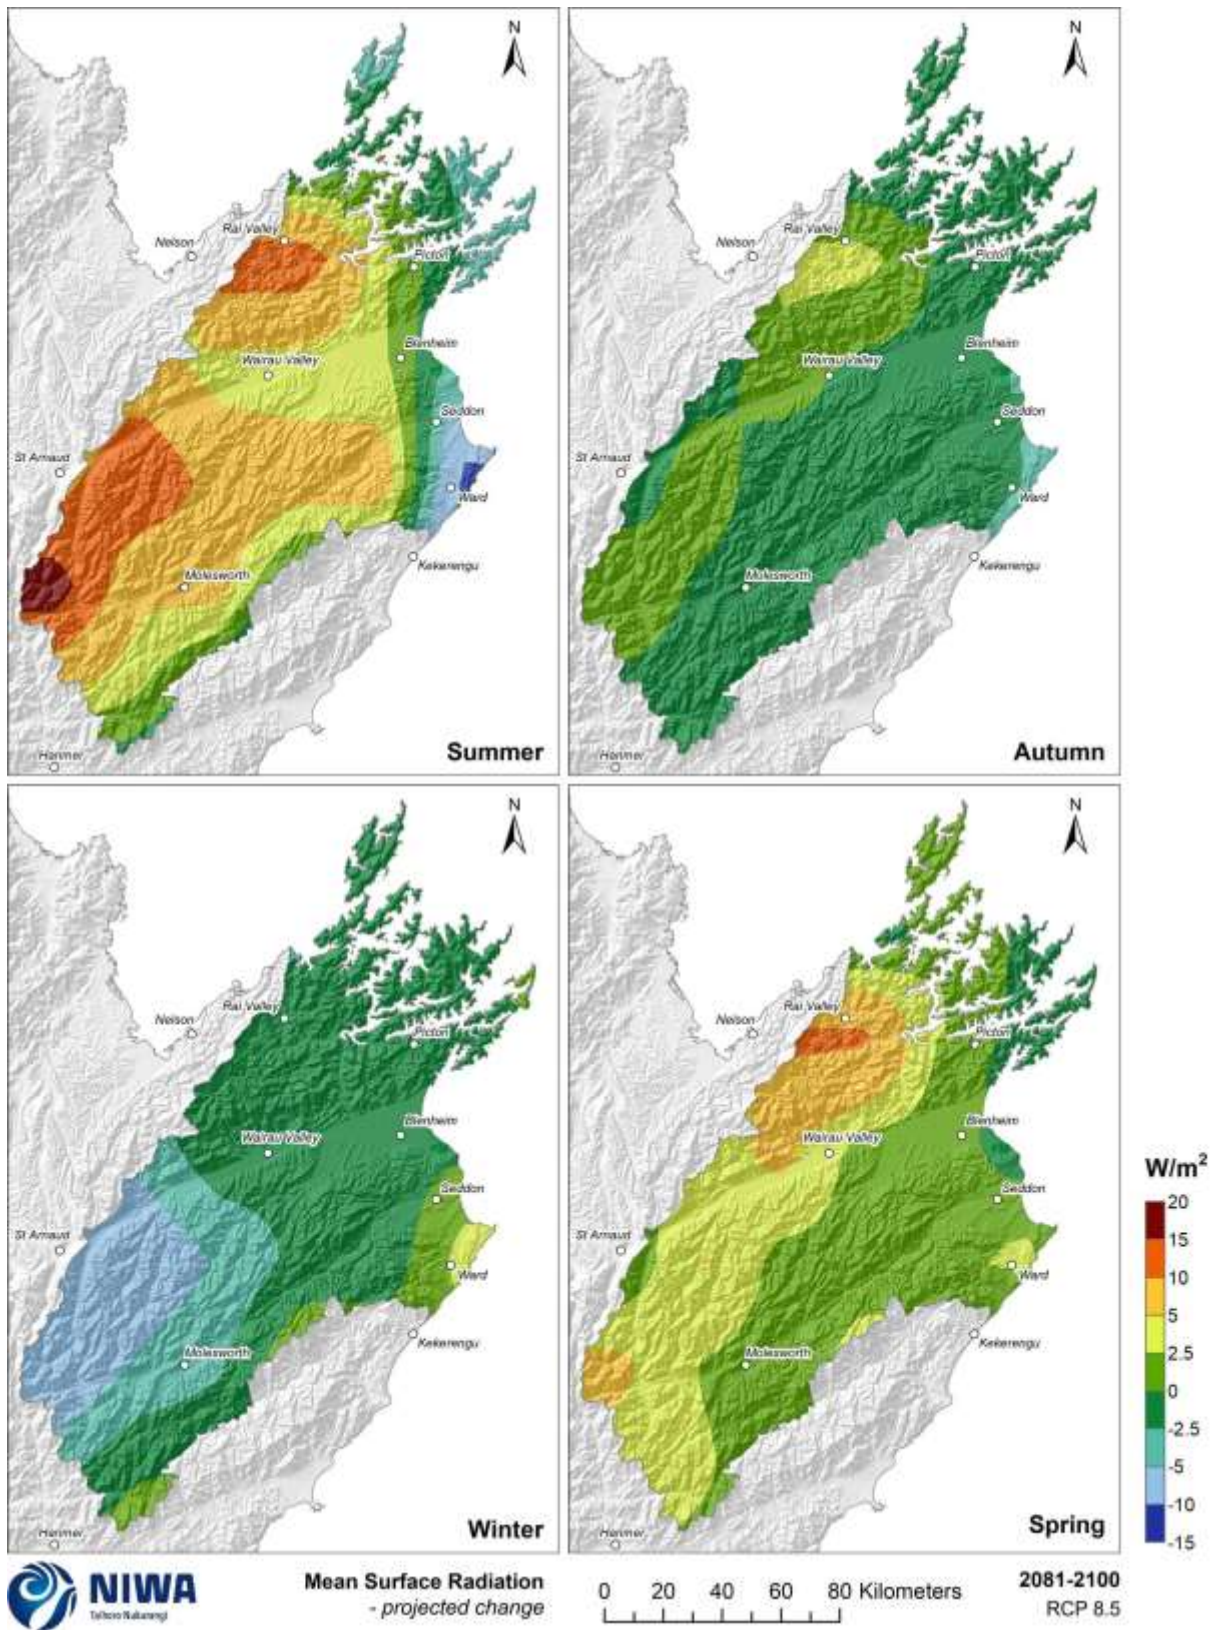 N
Rai Valley
Nelson
Picton
Blenheim
Wairau Valley
Seddon
St Arnaud
Ward
Kekerengu
Molesworth
Hanmer
Summer
N
Rai Valley
Nelson
Picton
Blenheim
Wairau Valley
Seddon
St Arnaud
Ward
Kekerengu
Molesworth
Hanmer
Autumn
N
Rai Valley
Nelson
Picton
Blenheim
Wairau Valley
Seddon
St Arnaud
Ward
Kekerengu
Molesworth
Hanmer
Winter
N
Rai Valley
Nelson
Picton
Blenheim
Wairau Valley
Seddon
St Arnaud
Ward
Kekerengu
Molesworth
Hanmer
Spring
W/m²
20
15
10
5
2.5
0
-2.5
-5
-10
-15
NIWA
Taihoro Nukurangi
Mean Surface Radiation
- projected change
0 20 40 60 80 Kilometers
2081-2100
RCP 8.5